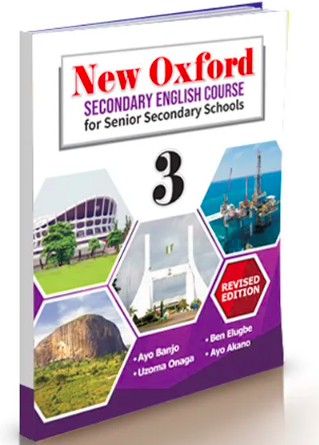 New Oxford
SECONDARY ENGLISH COURSE
for Senior Secondary Schools
3
REVISED
EDITION
• Ayo Banjo
• Uzoma Onaga
• Ben Elugbe
• Ayo Akano